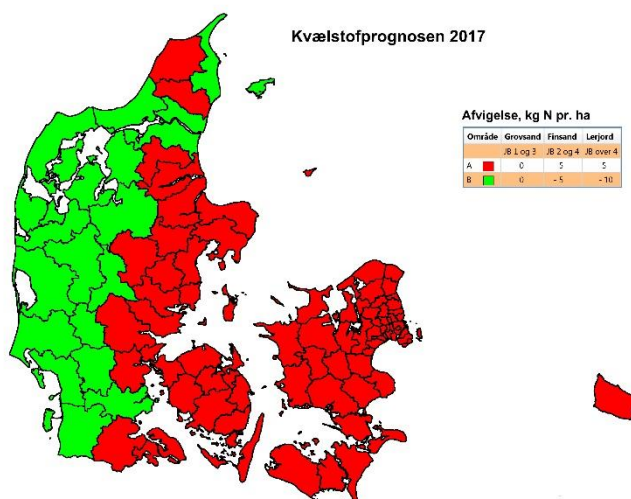 Kvælstofprognosen 2017
Afvigelse, kg N pr. ha
Område Grovsand Finsand Lerjord
JB 1 og 3 JB 2 og 4 JB over 4
A 0 5 5
B 0 - 5 - 10